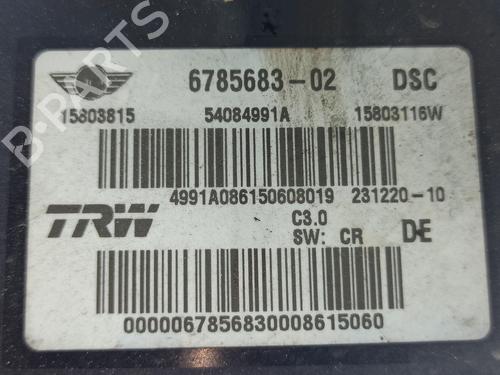 B-PARTS
6785683-02 DSC
15803815 54084991A 15803116W
4991A086150608019 231220-10
TRW C3.0
SW: CR DE
0000067856830008615060